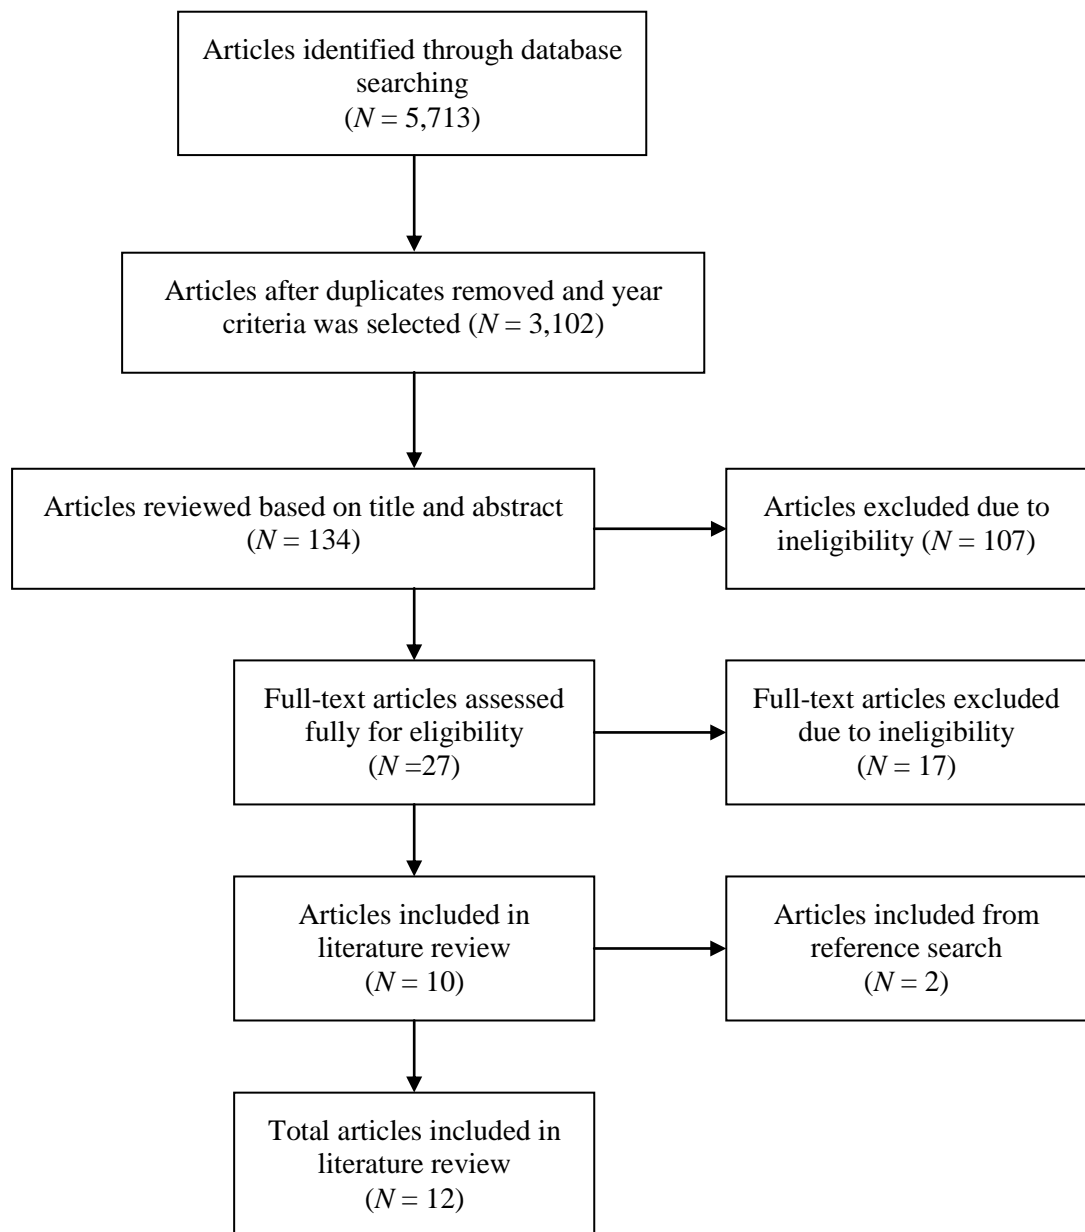 Articles identified through database
searching
(N = 5,713)
Articles after duplicates removed and year
criteria was selected (N = 3,102)
Articles reviewed based on title and abstract
(N = 134)
Articles excluded due to
ineligibility (N = 107)
Full-text articles assessed
fully for eligibility
(N =27)
Full-text articles excluded
due to ineligibility
(N = 17)
Articles included in
literature review
(N = 10)
Articles included from
reference search
(N = 2)
Total articles included in
literature review
(N = 12)